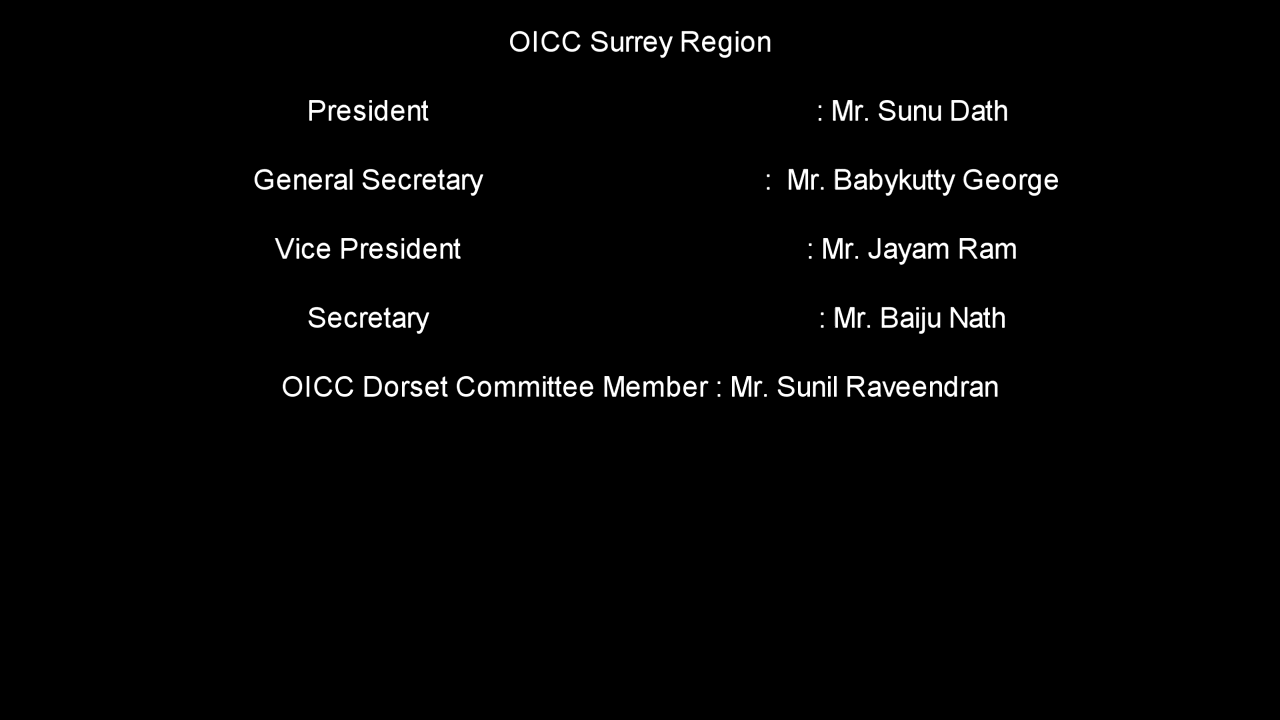 OICC Surrey Region
President : Mr. Sunu Dath
General Secretary :  Mr. Babykutty George
Vice President : Mr. Jayam Ram
Secretary : Mr. Baiju Nath
OICC Dorset Committee Member : Mr. Sunil Raveendran